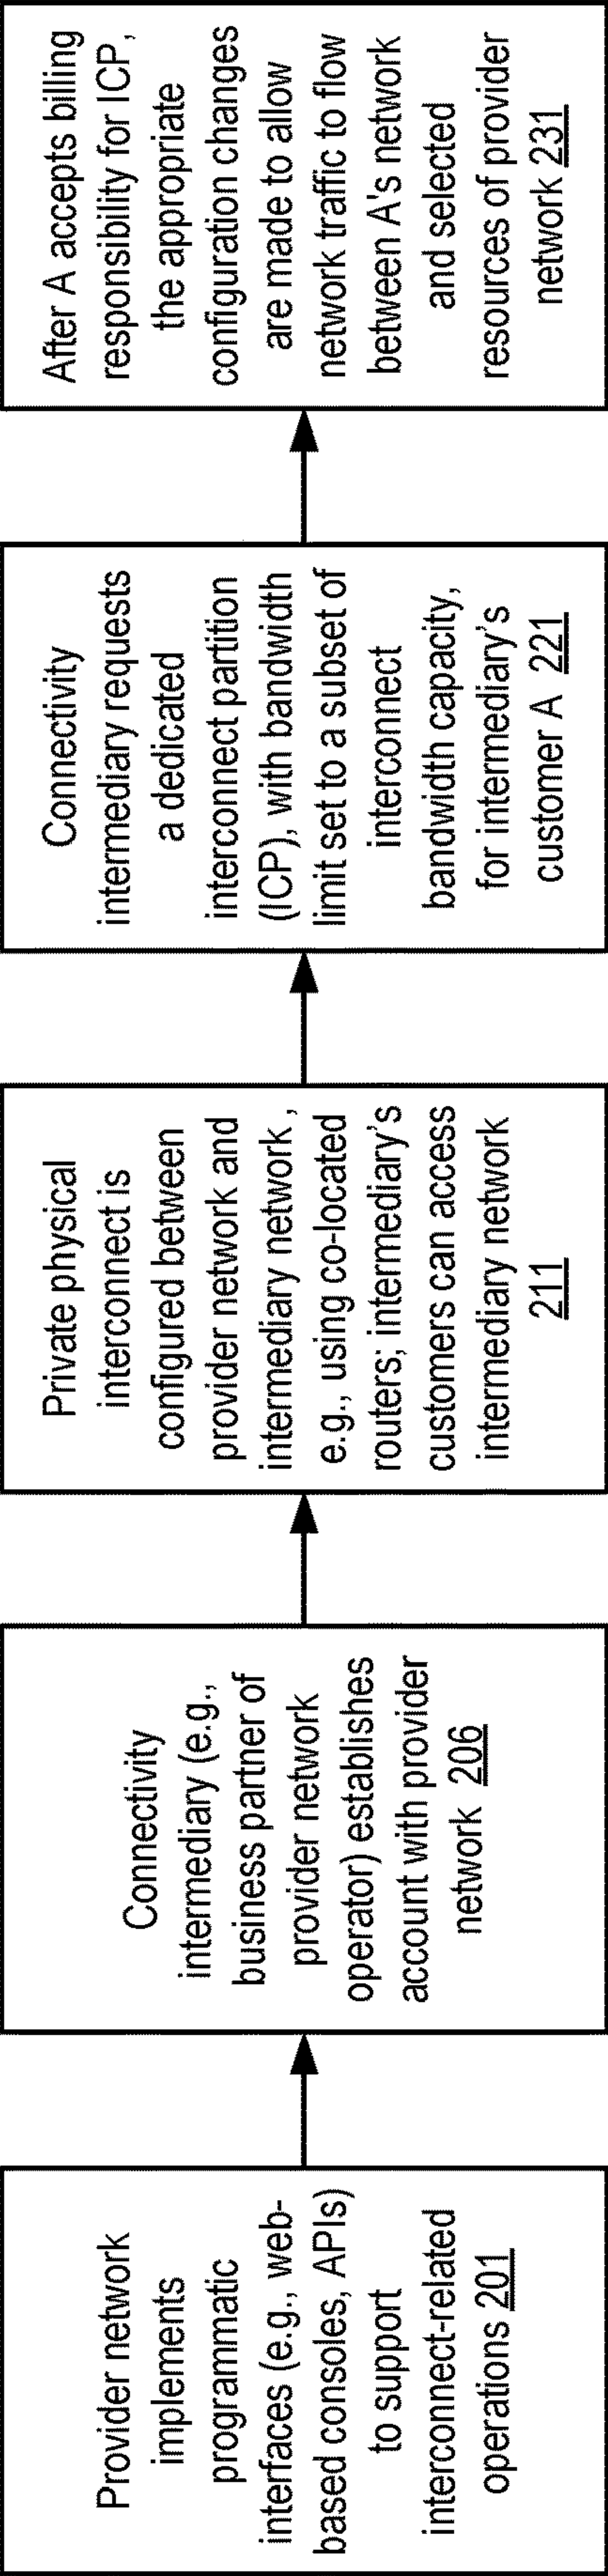 Provider network
implements
programmatic
interfaces (e.g., web-
based consoles, APIs)
to support
interconnect-related
operations 201
Connectivity
intermediary (e.g.,
business partner of
provider network
operator) establishes
account with provider
network 206
Private physical
interconnect is
configured between
provider network and
intermediary network ,
e.g., using co-located
routers; intermediary's
customers can access
intermediary network
211
Connectivity
intermediary requests
a dedicated
interconnect partition
(ICP), with bandwidth
limit set to a subset of
interconnect
bandwidth capacity,
for intermediary's
customer A 221
After A accepts billing
responsibility for ICP,
the appropriate
configuration changes
are made to allow
network traffic to flow
between A's network
and selected
resources of provider
network 231